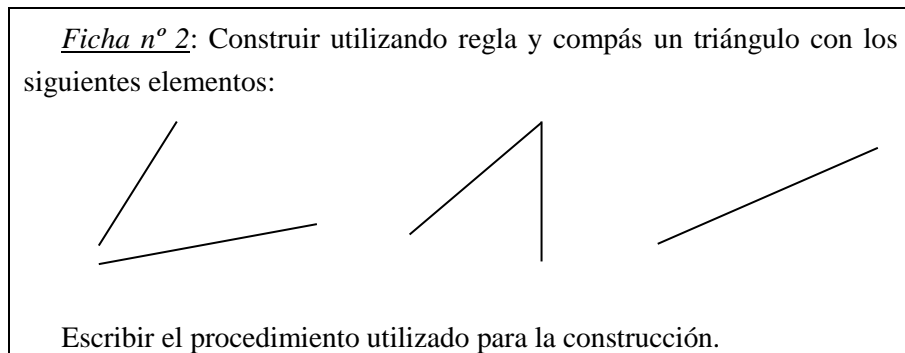 Ficha nº 2: Construir utilizando regla y compás un triángulo con los
siguientes elementos:
Escribir el procedimiento utilizado para la construcción.